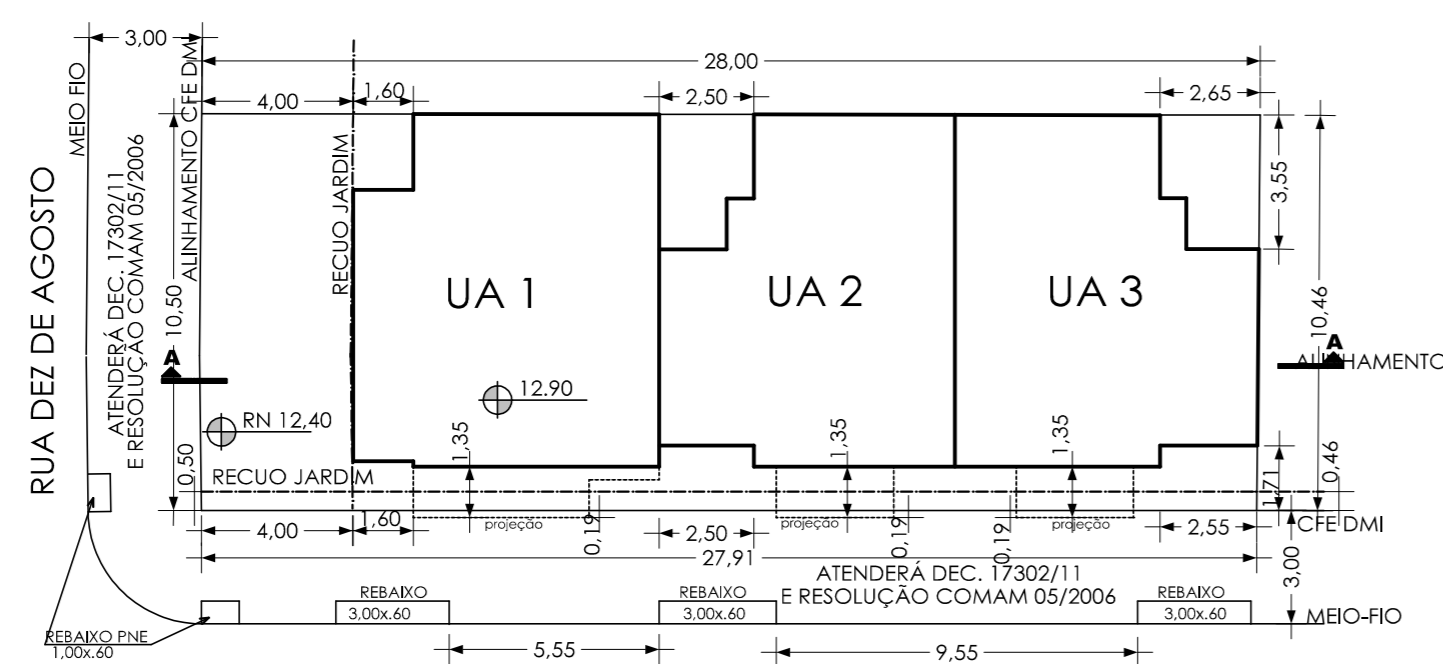 3,00
28,00
4,00
1,60
2,50
2,65
RUA DEZ DE AGOSTO
MEIO FIO
ATENDERÁ DEC. 17302/11
E RESOLUÇÃO COMAM 05/2006
ALINHAMENTO CFE DM
10,50
0,50
RECUO JARDIM
UA 1
UA 2
UA 3
3,55
10,46
A
A
ALINHAMENTO
12.90
RN 12,40
RECUO JARDIM
1,35
1,35
1,35
1,71
0,46
projeção
projeção
projeção
0,19
0,19
0,19
CFE DMI
4,00
1,60
2,50
2,55
27,91
3,00
ATENDERÁ DEC. 17302/11
E RESOLUÇÃO COMAM 05/2006
REBAIXO
3,00x.60
REBAIXO
3,00x.60
REBAIXO
3,00x.60
MEIO-FIO
REBAIXO PNE
1,00x.60
5,55
9,55